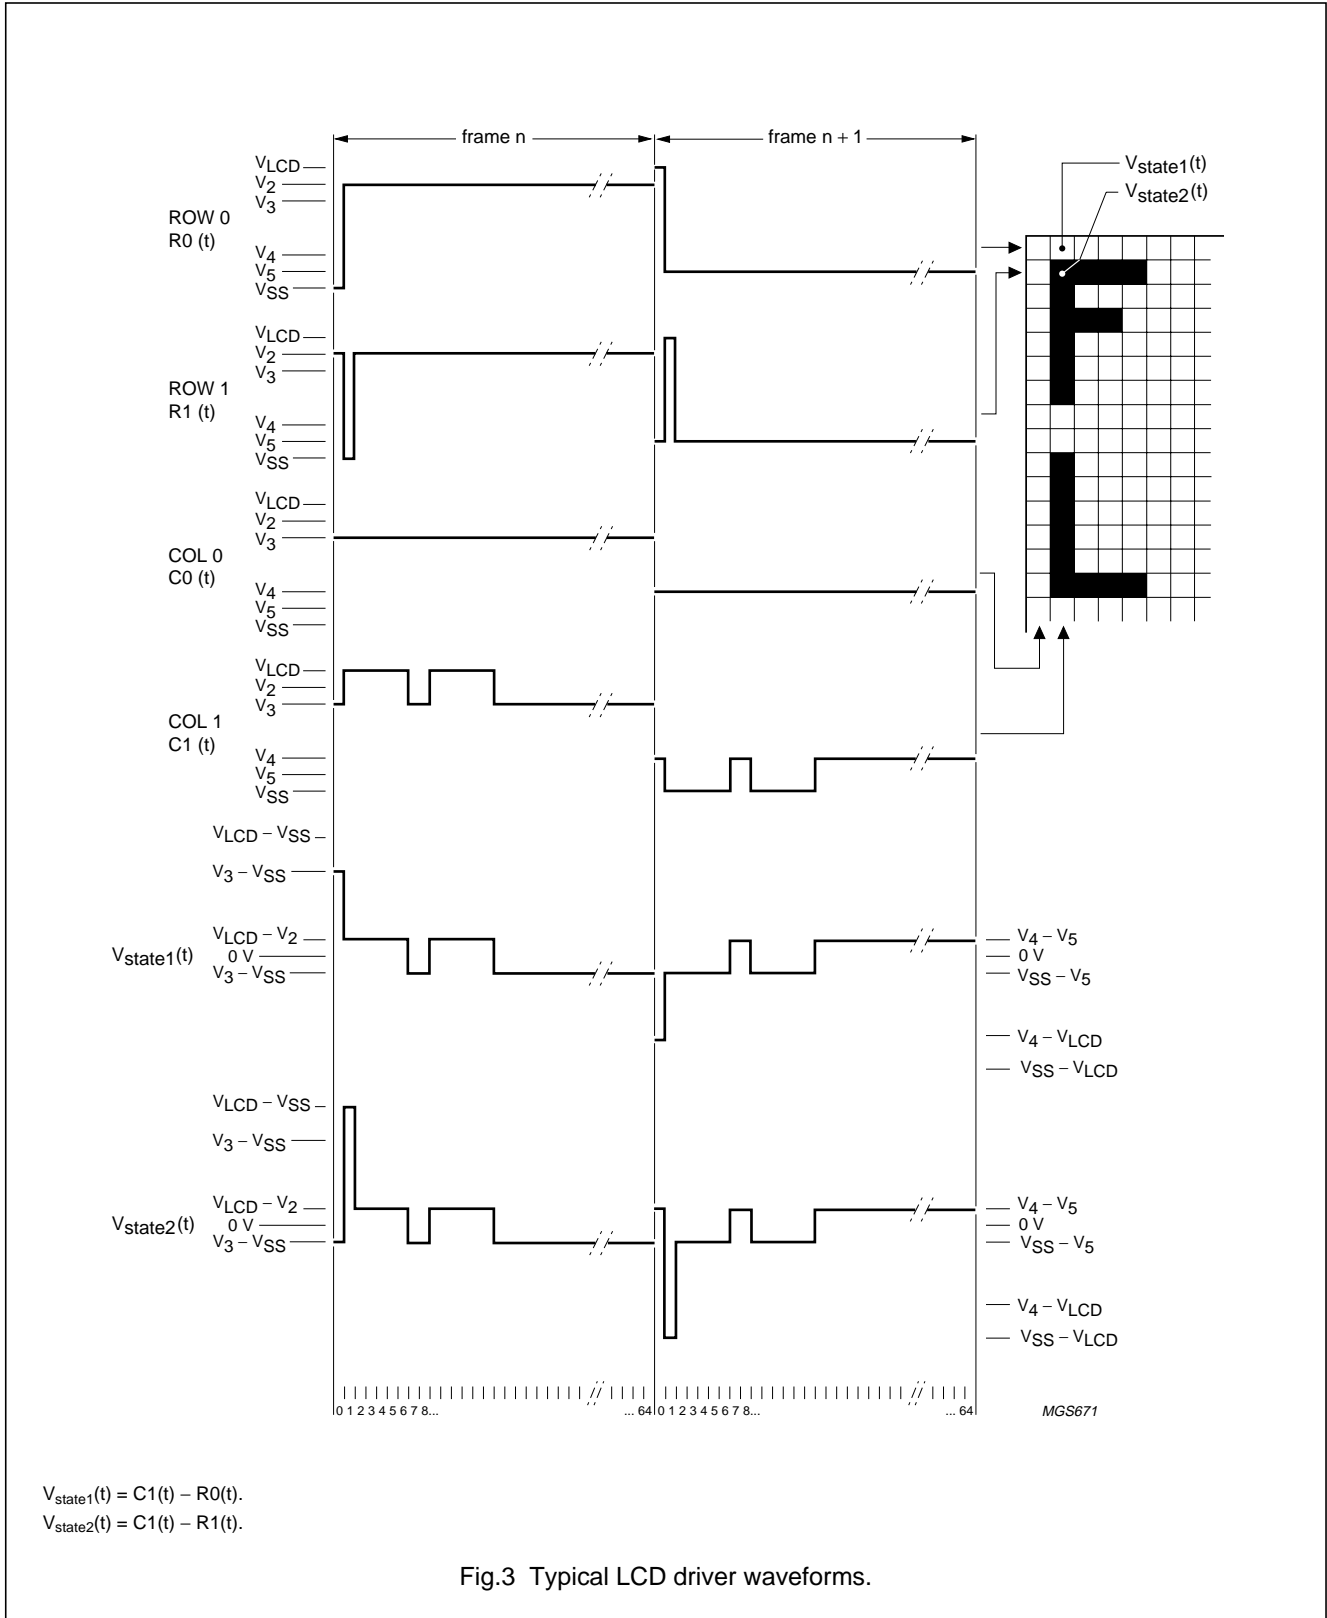 frame n
frame n + 1
VLCD
V2
V3
ROW 0
R0 (t)
V4
V5
VSS
Vstate1(t)
Vstate2(t)
VLCD
V2
V3
ROW 1
R1 (t)
V4
V5
VSS
VLCD
V2
V3
COL 0
C0 (t)
V4
V5
VSS
VLCD
V2
V3
COL 1
C1 (t)
V4
V5
VSS
VLCD − VSS
V3 − VSS
VLCD − V2
Vstate1(t)
0 V
V3 − VSS
V4 − V5
0 V
VSS − V5
V4 − VLCD
VSS − VLCD
VLCD − VSS
V3 − VSS
VLCD − V2
Vstate2(t)
0 V
V3 − VSS
V4 − V5
0 V
VSS − V5
V4 − VLCD
VSS − VLCD
0 1 2 3 4 5 6 7 8... ... 64 0 1 2 3 4 5 6 7 8... ... 64
MGS671
Vstate1(t) = C1(t) − R0(t).
Vstate2(t) = C1(t) − R1(t).
Fig.3 Typical LCD driver waveforms.